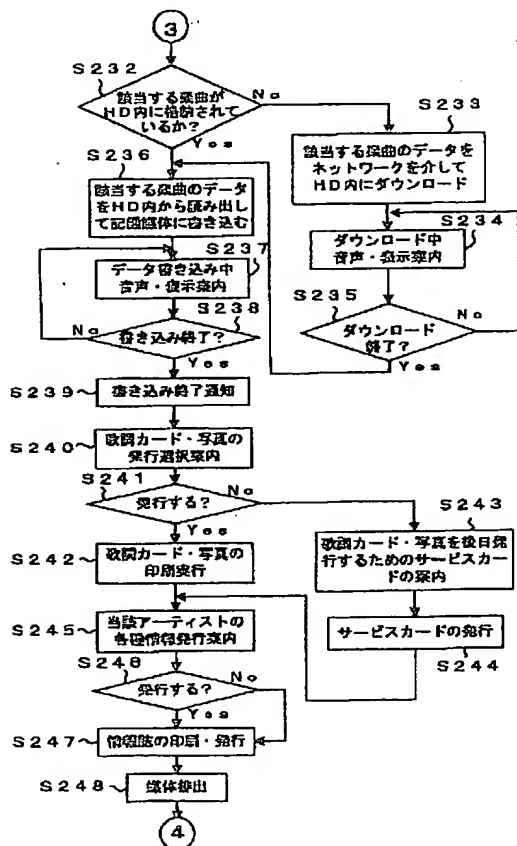 3
S232
該当する楽曲が
HD内に格納されて
いるか?
No
Yes
S233
該当する楽曲のデータを
ネットワークを介して
HD内にダウンロード
S234
ダウンロード中
音声・表示案内
S235
ダウンロード
終了?
No
Yes
S236
該当する楽曲のデータ
をHD内から読み出して
記憶媒体に書き込む
S237
データ書き込み中
音声・表示案内
S238
書き込み終了?
No
Yes
S239
書き込み終了通知
S240
歌詞カード・写真の
発行選択案内
S241
発行する?
No
Yes
S242
歌詞カード・写真の
印刷実行
S243
歌詞カード・写真を後日発
行するためのサービスカー
ドの案内
サービスカードの発行
S244
S245
当該アーティストの
各種情報発行案内
S248
発行する?
No
Yes
S247
情報誌の印刷・発行
S248
媒体排出
4